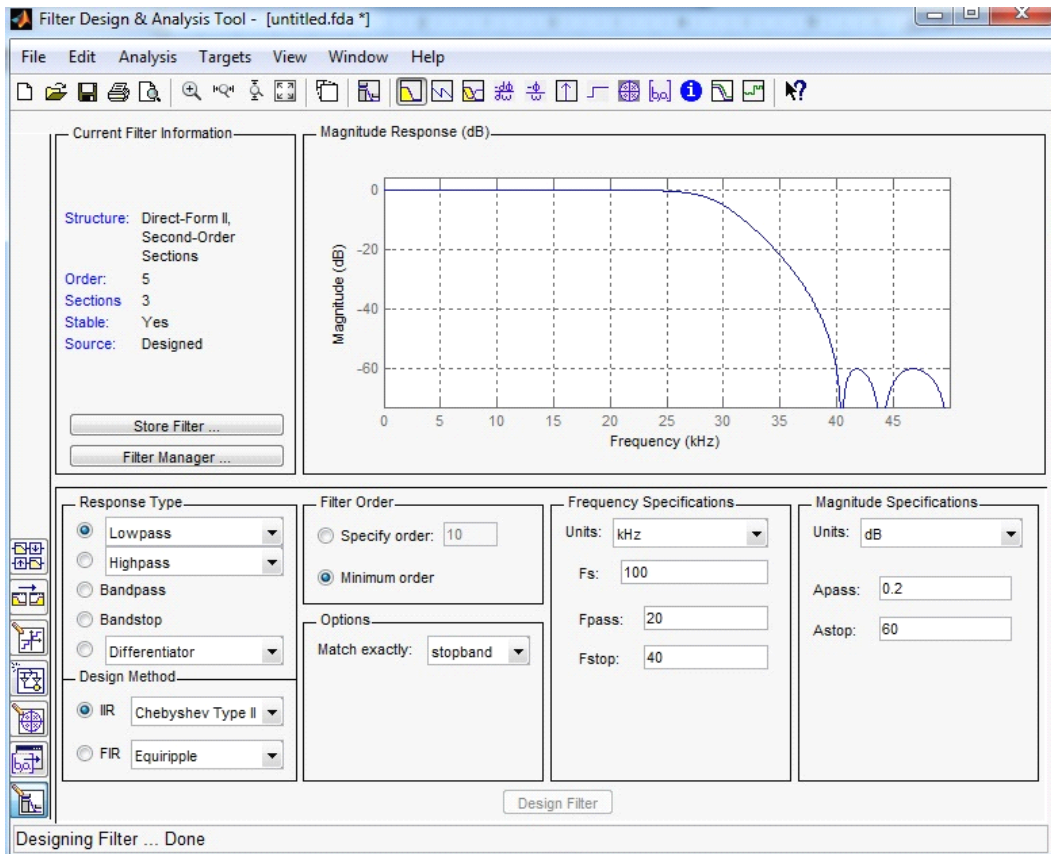 Filter Design & Analysis Tool - [untitled.fda *]
File Edit Analysis Targets View Window Help
Current Filter Information
Structure: Direct-Form II,
Second-Order
Sections
Order: 5
Sections 3
Stable: Yes
Source: Designed
Store Filter ...
Filter Manager ...
Magnitude Response (dB)
0
-20
-40
-60
Magnitude (dB)
0 5 10 15 20 25 30 35 40 45
Frequency (kHz)
Response Type
Lowpass
Highpass
Bandpass
Bandstop
Differentiator
Design Method
IIR Chebyshev Type II
FIR Equiripple
Filter Order
Specify order: 10
Minimum order
Options
Match exactly: stopband
Frequency Specifications
Units: kHz
Fs: 100
Fpass: 20
Fstop: 40
Magnitude Specifications
Units: dB
Apass: 0.2
Astop: 60
Design Filter
Designing Filter ... Done